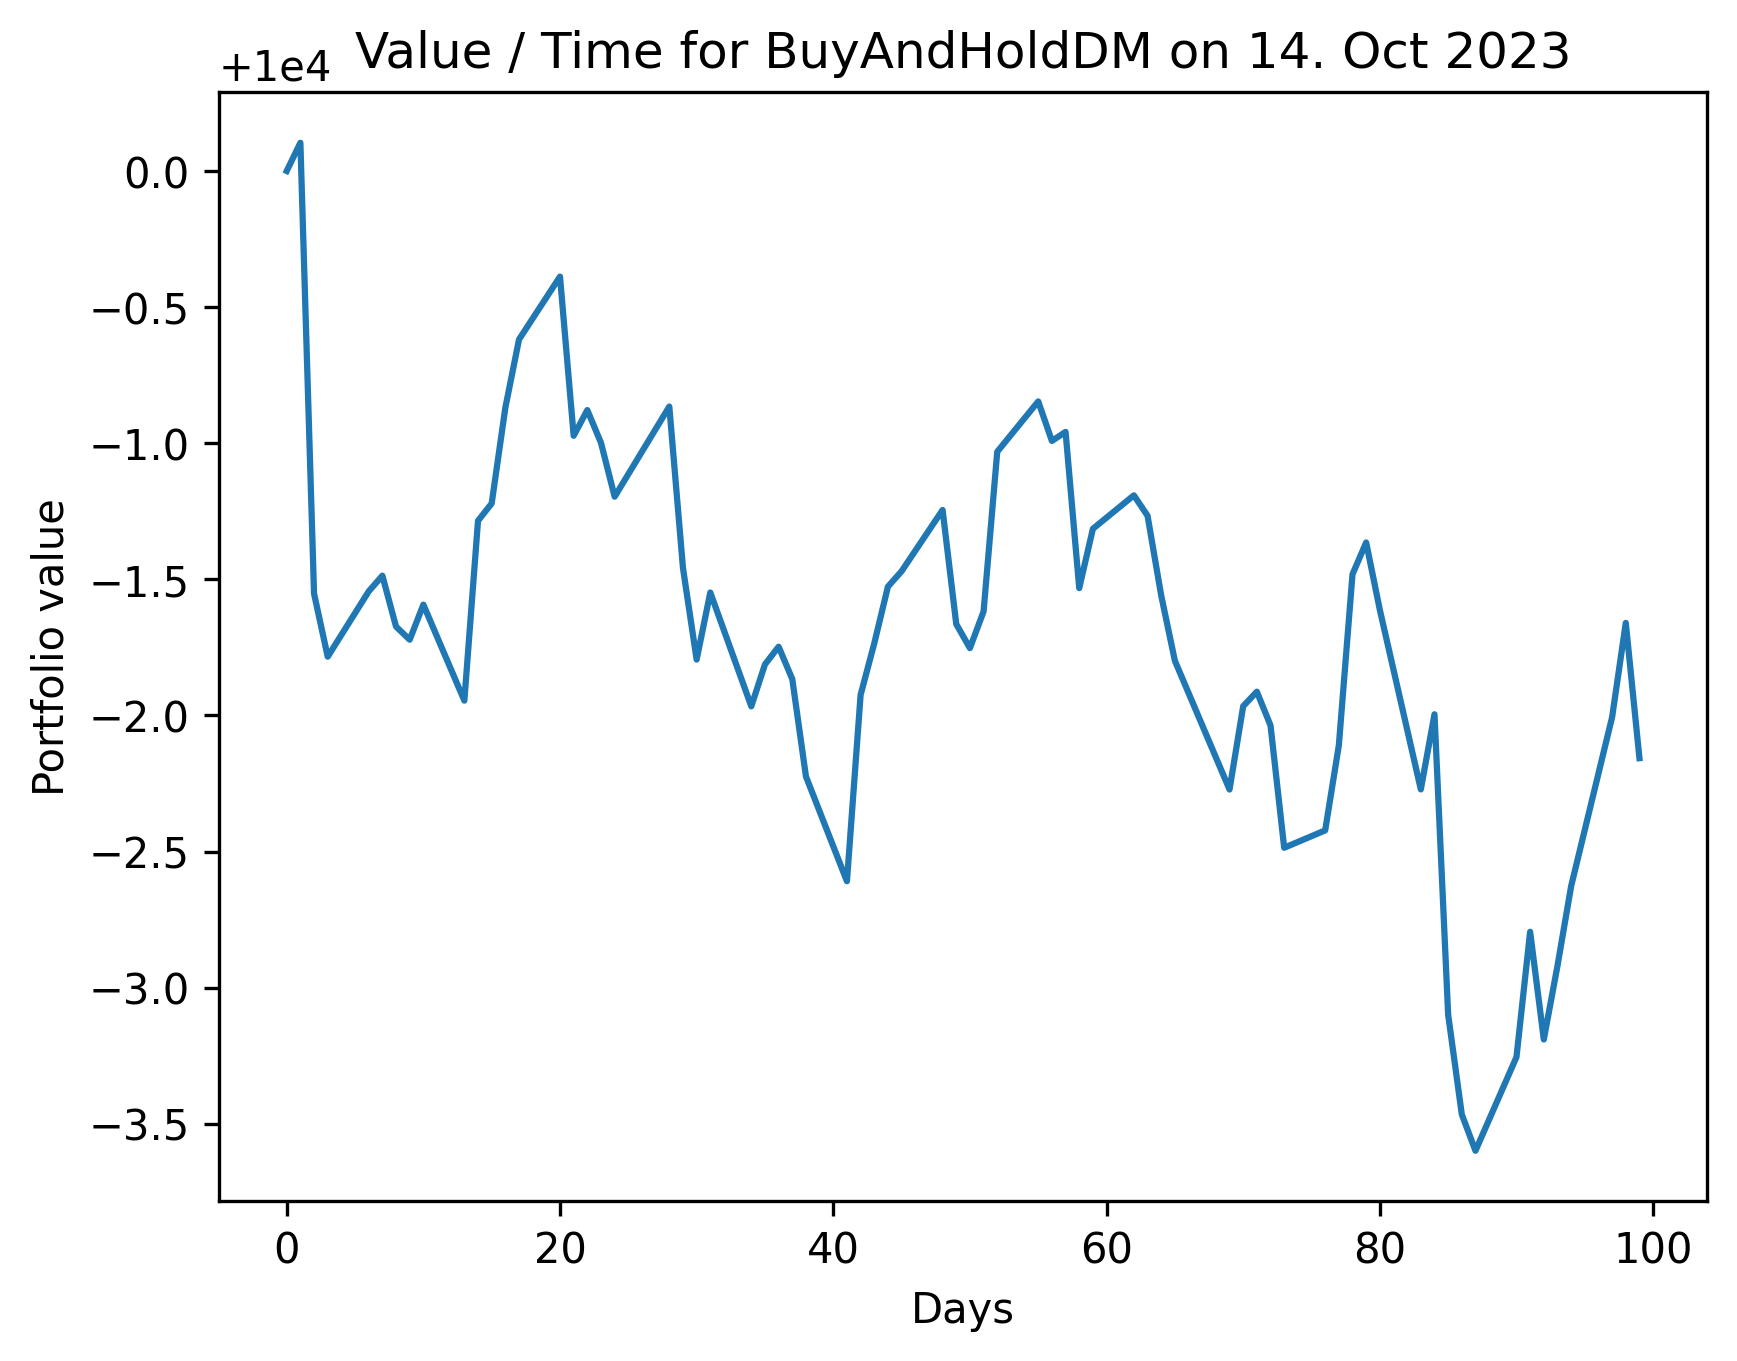 Value / Time for BuyAndHoldDM on 14. Oct 2023
+1e4
0.0
−0.5
−1.0
−1.5
−2.0
−2.5
−3.0
−3.5
Portfolio value
0 20 40 60 80 100
Days